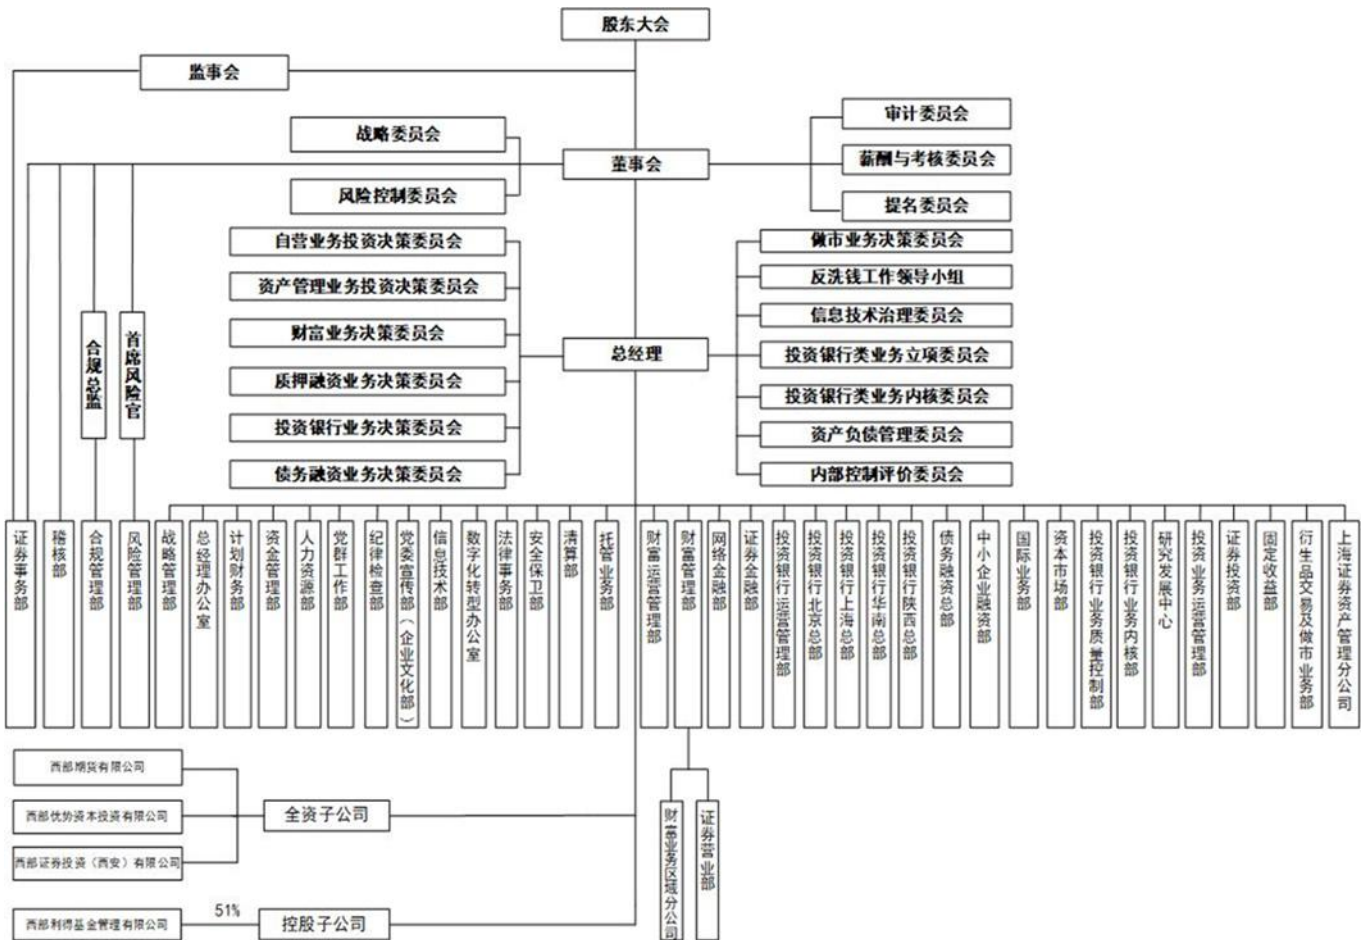 股东大会
监事会
审计委员会
战略委员会
董事会
薪酬与考核委员会
风险控制委员会
提名委员会
自营业务投资决策委员会
做市业务决策委员会
资产管理业务投资决策委员会
反洗钱工作领导小组
信息技术治理委员会
财富业务决策委员会
总经理
投资银行类业务立项委员会
合规总监
首席风险官
质押融资业务决策委员会
投资银行类业务内核委员会
投资银行业务决策委员会
资产负债管理委员会
债务融资业务决策委员会
内部控制评价委员会
证券事务部
稽核部
合规管理部
风险管理部
战略管理部
总经理办公室
计划财务部
资金管理部
人力资源部
党群工作部
纪律检查部
党委宣传部（企业文化部）
信息技术部
数字化转型办公室
法律事务部
安全保卫部
清算部
托管业务部
财富运营管理部
财富管理部
网络金融部
证券金融部
投资银行运营管理部
投资银行北京总部
投资银行上海总部
投资银行华南总部
投资银行陕西总部
债务融资总部
中小企业融资部
国际业务部
资本市场部
投资银行业务质量控制部
投资银行业务内核部
研究发展中心
投资业务运营管理部
证券投资部
固定收益部
衍生品交易及做市业务部
上海证券资产管理分公司
西部期货有限公司
西部优势资本投资有限公司
全资子公司
西部证券投资（西安）有限公司
财富业务区域分公司
证券营业部
西部利得基金管理有限公司
51%
控股子公司